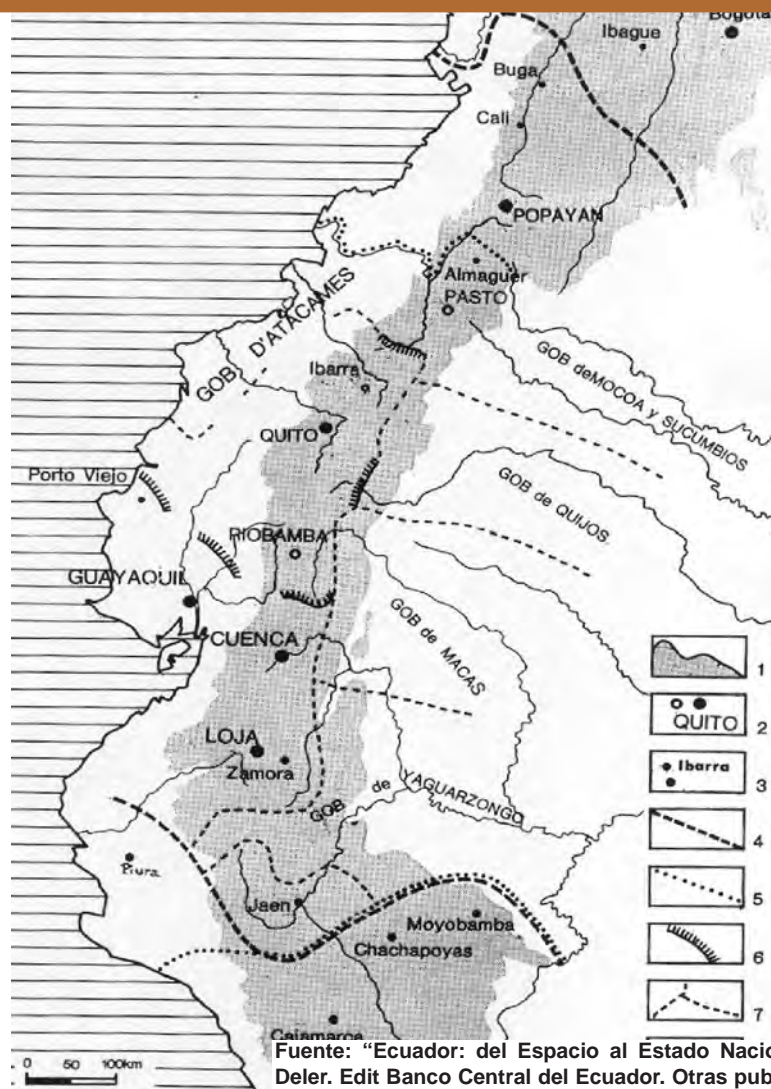 Bogota
Ibague
Buga
Cali
POPAYAN
Almaguer
PASTO
GOB D'ATACAMES
GOB de MOCOA y SUCUMBIOS
Ibarra
QUITO
Porto Viejo
GOB de QUIJOS
RIOBAMBA
GUAYAQUIL
GOB de MACAS
CUENCA
1
QUITO 2
LOJA
Zamora
Ibarra 3
GOB de YAGUARZONGO
4
Piura
5
Jaen
Moyobamba
Chachapoyas
6
7
Cajamarca
0 50 100km
Fuente: “Ecuador: del Espacio al Estado Nacio
Deler. Edit Banco Central del Ecuador. Otras pub